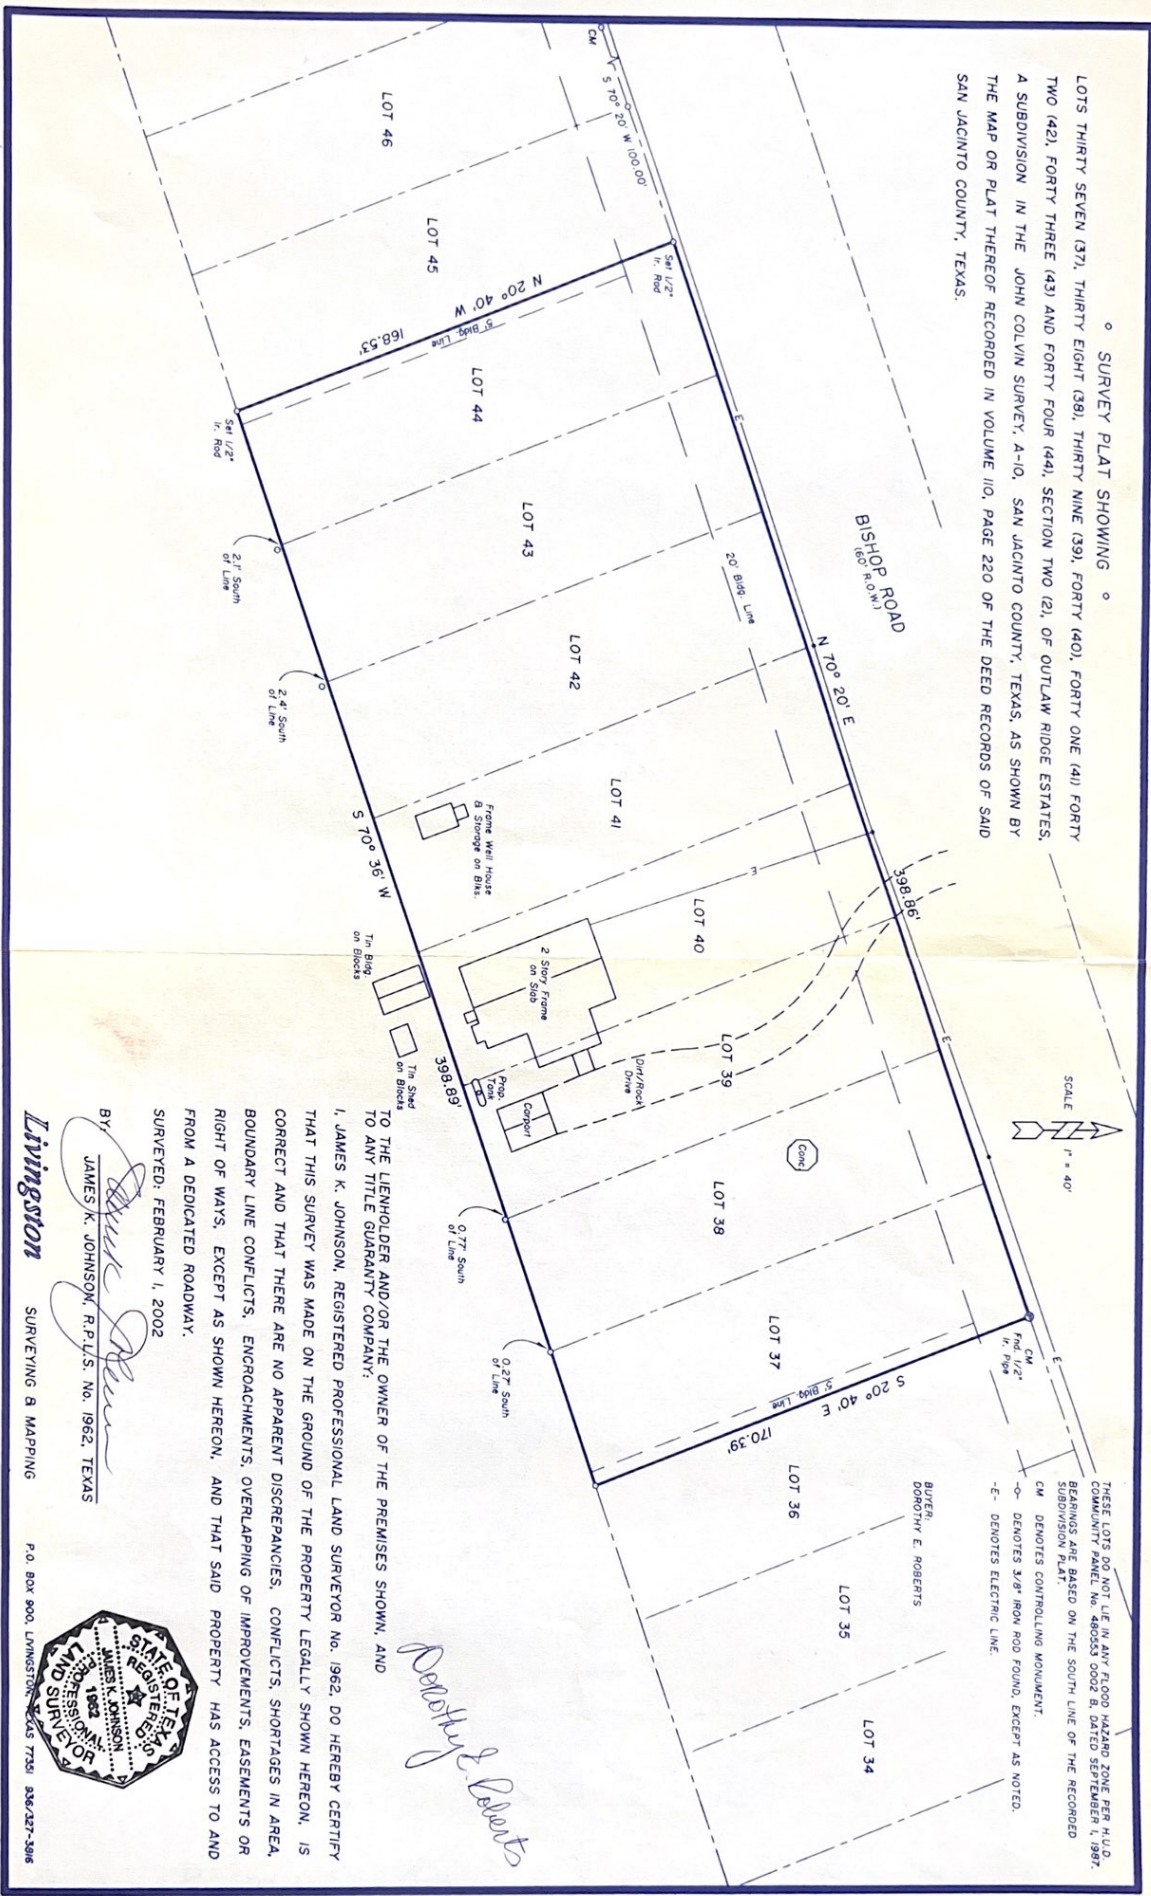 ° SURVEY PLAT SHOWING °
LOTS THIRTY SEVEN (37), THIRTY EIGHT (38), THIRTY NINE (39), FORTY (40), FORTY ONE (41) FORTY
TWO (42), FORTY THREE (43) AND FORTY FOUR (44), SECTION TWO (2), OF OUTLAW RIDGE ESTATES,
A SUBDIVISION IN THE JOHN COLVIN SURVEY, A-10, SAN JACINTO COUNTY, TEXAS, AS SHOWN BY
THE MAP OR PLAT THEREOF RECORDED IN VOLUME 110, PAGE 220 OF THE DEED RECORDS OF SAID
SAN JACINTO COUNTY, TEXAS.
SCALE 1" = 40'
THESE LOTS DO NOT LIE IN ANY FLOOD HAZARD ZONE PER H.U.D.
COMMUNITY PANEL No. 480553 0002 B, DATED SEPTEMBER 1, 1987.
BEARINGS ARE BASED ON THE SOUTH LINE OF THE RECORDED
SUBDIVISION PLAT.
CM DENOTES CONTROLLING MONUMENT.
-o- DENOTES 3/8" IRON ROD FOUND, EXCEPT AS NOTED.
-E- DENOTES ELECTRIC LINE.
BUYER:
DOROTHY E. ROBERTS
BISHOP ROAD
(60' R.O.W.)
CM
S 70° 20' W 100.00'
Set 1/2"
Ir. Rod
E
N 70° 20' E
398.86'
E
CM
Fnd. 1/2"
Ir. Pipe
E
20' Bldg. Line
LOT 46
LOT 45
LOT 44
LOT 43
LOT 42
LOT 41
LOT 40
LOT 39
LOT 38
LOT 37
LOT 36
LOT 35
LOT 34
N 20° 40' W
168.53'
5' Bldg. Line
S 20° 40' E
170.39'
5' Bldg.
Line
E
Dirt/Rock
Drive
Conc.
2 Story Frame
on Slab
Carport
Prop.
Tank
Frame Well House
& Storage on Blks.
Tin Bldg.
on Blocks
Tin Shed
on Blocks
Set 1/2"
Ir. Rod
2.1' South
of Line
2.4' South
of Line
S 70° 36' W
398.89'
0.77' South
of Line
0.27' South
of Line
TO THE LIENHOLDER AND/OR THE OWNER OF THE PREMISES SHOWN, AND
TO ANY TITLE GUARANTY COMPANY:
I, JAMES K. JOHNSON, REGISTERED PROFESSIONAL LAND SURVEYOR No. 1962, DO HEREBY CERTIFY
THAT THIS SURVEY WAS MADE ON THE GROUND OF THE PROPERTY LEGALLY SHOWN HEREON, IS
CORRECT AND THAT THERE ARE NO APPARENT DISCREPANCIES, CONFLICTS, SHORTAGES IN AREA,
BOUNDARY LINE CONFLICTS, ENCROACHMENTS, OVERLAPPING OF IMPROVEMENTS, EASEMENTS OR
RIGHT OF WAYS, EXCEPT AS SHOWN HEREON, AND THAT SAID PROPERTY HAS ACCESS TO AND
FROM A DEDICATED ROADWAY.
SURVEYED: FEBRUARY 1, 2002
BY:
JAMES K. JOHNSON, R.P.L.S. No. 1962, TEXAS
Dorothy E. Roberts
STATE OF TEXAS
REGISTERED
JAMES K. JOHNSON
1962
PROFESSIONAL
LAND SURVEYOR
Livingston SURVEYING & MAPPING P.O. BOX 900, LIVINGSTON, TEXAS 77351 936/327-3816